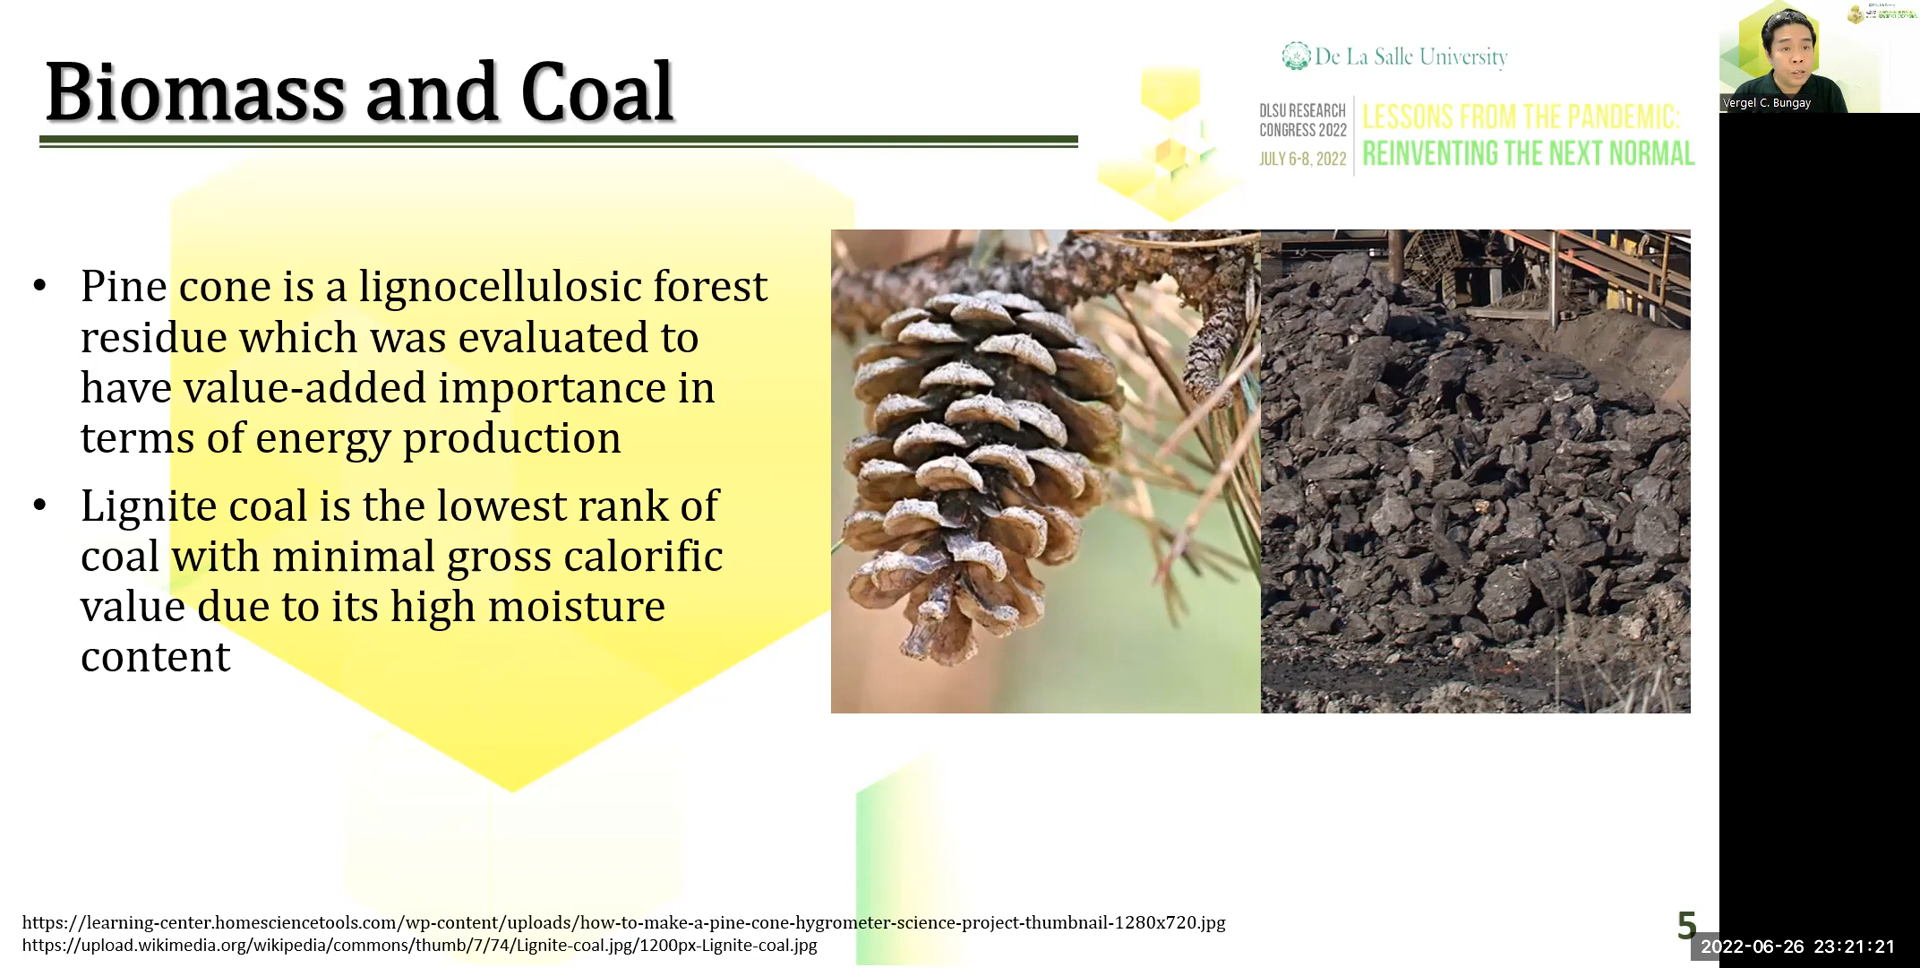 Biomass and Coal
De La Salle University
DLSU RESEARCH
CONGRESS 2022
JULY 6-8, 2022
LESSONS FROM THE PANDEMIC:
REINVENTING THE NEXT NORMAL
Vergel C. Bungay
• Pine cone is a lignocellulosic forest
residue which was evaluated to
have value-added importance in
terms of energy production
• Lignite coal is the lowest rank of
coal with minimal gross calorific
value due to its high moisture
content
https://learning-center.homesciencetools.com/wp-content/uploads/how-to-make-a-pine-cone-hygrometer-science-project-thumbnail-1280x720.jpg
https://upload.wikimedia.org/wikipedia/commons/thumb/7/74/Lignite-coal.jpg/1200px-Lignite-coal.jpg
5
2022-06-26 23:21:21